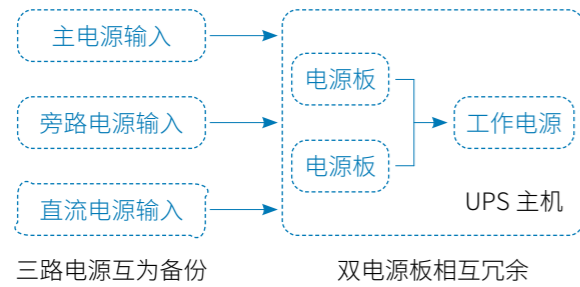 主电源输入
旁路电源输入
直流电源输入
电源板
电源板
工作电源
UPS 主机
三路电源互为备份
双电源板相互冗余